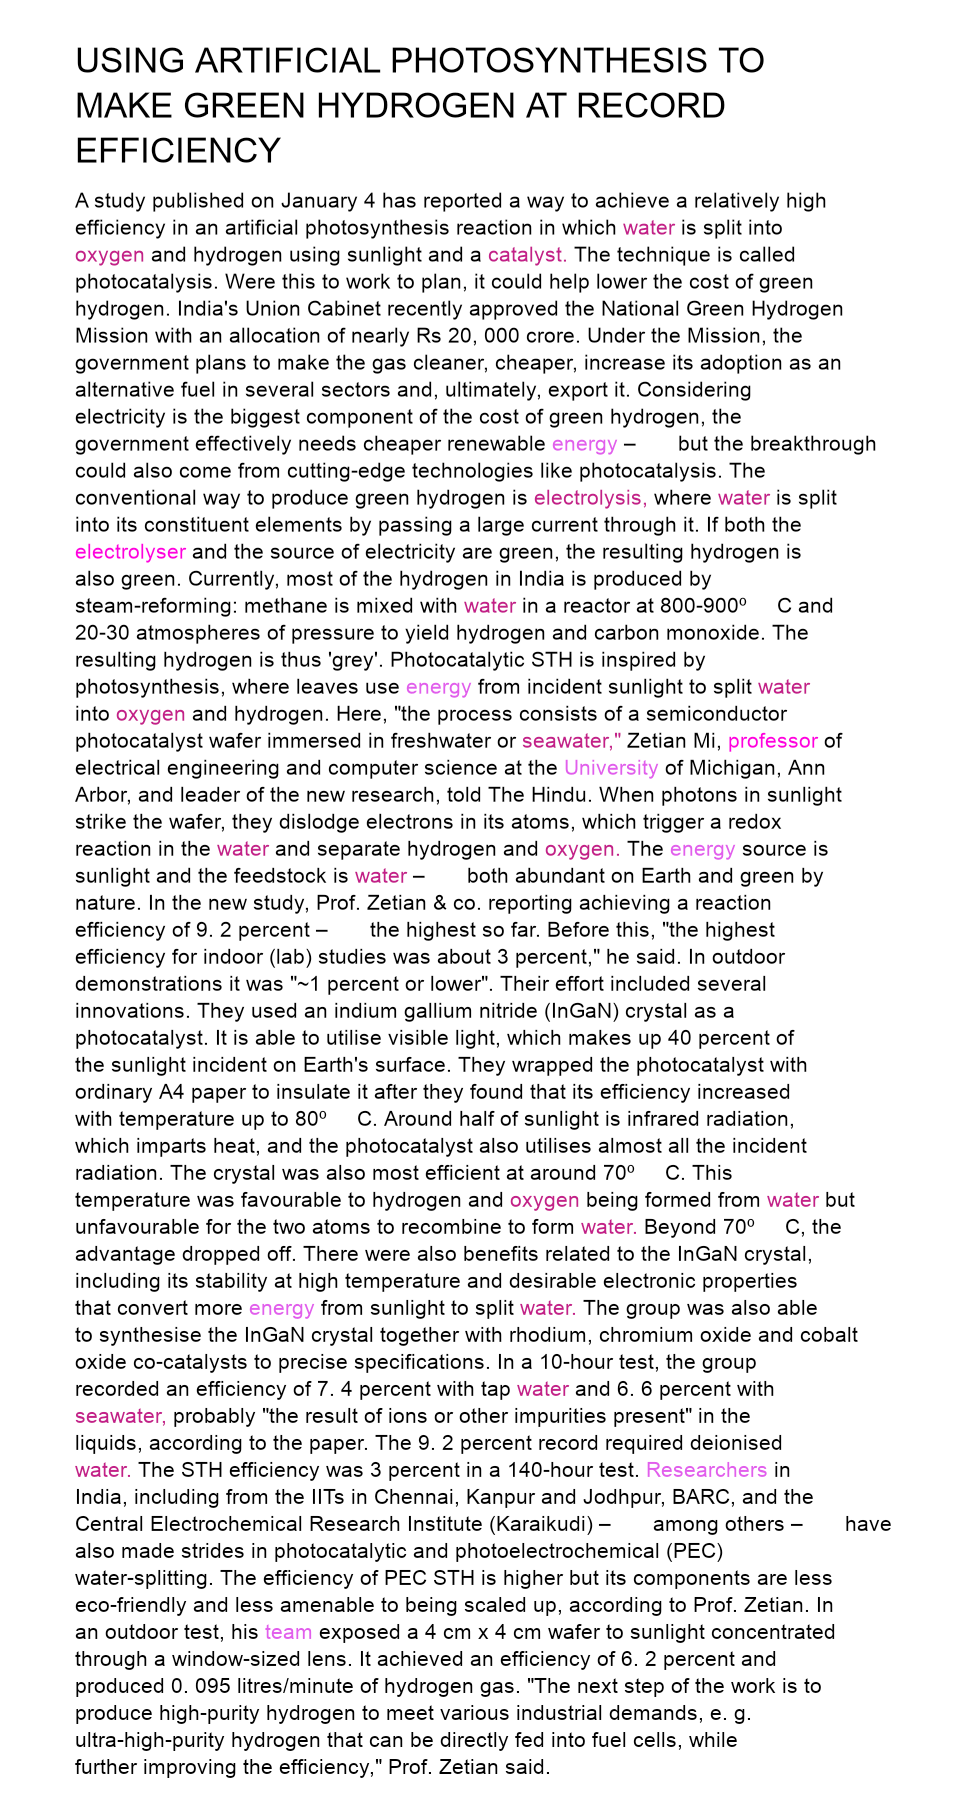 USING ARTIFICIAL PHOTOSYNTHESIS TO
MAKE GREEN HYDROGEN AT RECORD
EFFICIENCY
A study published on January 4 has reported a way to achieve a relatively high
efficiency in an artificial photosynthesis reaction in which water is split into
oxygen and hydrogen using sunlight and a catalyst. The technique is called
photocatalysis. Were this to work to plan, it could help lower the cost of green
hydrogen. India's Union Cabinet recently approved the National Green Hydrogen
Mission with an allocation of nearly Rs 20, 000 crore. Under the Mission, the
government plans to make the gas cleaner, cheaper, increase its adoption as an
alternative fuel in several sectors and, ultimately, export it. Considering
electricity is the biggest component of the cost of green hydrogen, the
government effectively needs cheaper renewable energy – but the breakthrough
could also come from cutting-edge technologies like photocatalysis. The
conventional way to produce green hydrogen is electrolysis, where water is split
into its constituent elements by passing a large current through it. If both the
electrolyser and the source of electricity are green, the resulting hydrogen is
also green. Currently, most of the hydrogen in India is produced by
steam-reforming: methane is mixed with water in a reactor at 800-900º C and
20-30 atmospheres of pressure to yield hydrogen and carbon monoxide. The
resulting hydrogen is thus 'grey'. Photocatalytic STH is inspired by
photosynthesis, where leaves use energy from incident sunlight to split water
into oxygen and hydrogen. Here, "the process consists of a semiconductor
photocatalyst wafer immersed in freshwater or seawater," Zetian Mi, professor of
electrical engineering and computer science at the University of Michigan, Ann
Arbor, and leader of the new research, told The Hindu. When photons in sunlight
strike the wafer, they dislodge electrons in its atoms, which trigger a redox
reaction in the water and separate hydrogen and oxygen. The energy source is
sunlight and the feedstock is water – both abundant on Earth and green by
nature. In the new study, Prof. Zetian & co. reporting achieving a reaction
efficiency of 9. 2 percent – the highest so far. Before this, "the highest
efficiency for indoor (lab) studies was about 3 percent," he said. In outdoor
demonstrations it was "~1 percent or lower". Their effort included several
innovations. They used an indium gallium nitride (InGaN) crystal as a
photocatalyst. It is able to utilise visible light, which makes up 40 percent of
the sunlight incident on Earth's surface. They wrapped the photocatalyst with
ordinary A4 paper to insulate it after they found that its efficiency increased
with temperature up to 80º C. Around half of sunlight is infrared radiation,
which imparts heat, and the photocatalyst also utilises almost all the incident
radiation. The crystal was also most efficient at around 70º C. This
temperature was favourable to hydrogen and oxygen being formed from water but
unfavourable for the two atoms to recombine to form water. Beyond 70º C, the
advantage dropped off. There were also benefits related to the InGaN crystal,
including its stability at high temperature and desirable electronic properties
that convert more energy from sunlight to split water. The group was also able
to synthesise the InGaN crystal together with rhodium, chromium oxide and cobalt
oxide co-catalysts to precise specifications. In a 10-hour test, the group
recorded an efficiency of 7. 4 percent with tap water and 6. 6 percent with
seawater, probably "the result of ions or other impurities present" in the
liquids, according to the paper. The 9. 2 percent record required deionised
water. The STH efficiency was 3 percent in a 140-hour test. Researchers in
India, including from the IITs in Chennai, Kanpur and Jodhpur, BARC, and the
Central Electrochemical Research Institute (Karaikudi) – among others – have
also made strides in photocatalytic and photoelectrochemical (PEC)
water-splitting. The efficiency of PEC STH is higher but its components are less
eco-friendly and less amenable to being scaled up, according to Prof. Zetian. In
an outdoor test, his team exposed a 4 cm x 4 cm wafer to sunlight concentrated
through a window-sized lens. It achieved an efficiency of 6. 2 percent and
produced 0. 095 litres/minute of hydrogen gas. "The next step of the work is to
produce high-purity hydrogen to meet various industrial demands, e. g.
ultra-high-purity hydrogen that can be directly fed into fuel cells, while
further improving the efficiency," Prof. Zetian said.